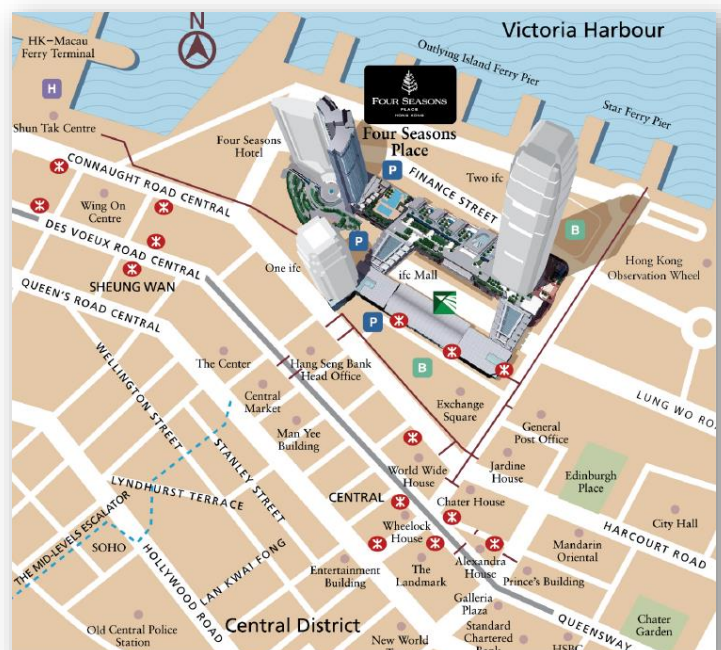 N
Victoria Harbour
HK–Macau
Ferry Terminal
Outlying Island Ferry Pier
Star Ferry Pier
H
FOUR SEASONS
PLACE
HONG KONG
Four Seasons
Place
Shun Tak Centre
Four Seasons
Hotel
P
FINANCE STREET
Two ifc
CONNAUGHT ROAD CENTRAL
Wing On
Centre
B
DES VOEUX ROAD CENTRAL
P
One ifc
ifc Mall
Hong Kong
Observation Wheel
SHEUNG WAN
QUEEN'S ROAD CENTRAL
P
The Center
Hang Seng Bank
Head Office
B
WELLINGTON STREET
Central
Market
Exchange
Square
LUNG WO RO
Man Yee
Building
STANLEY STREET
General
Post Office
World Wide
House
Jardine
House
Edinburgh
Place
LYNDHURST TERRACE
CENTRAL
Chater House
THE MID-LEVELS ESCALATOR
SOHO
Wheelock
House
HARCOURT ROAD
City Hall
HOLLYWOOD ROAD
LAN KWAI FONG
Entertainment
Building
The
Landmark
Alexandra
House
Mandarin
Oriental
Prince's Building
Galleria
Plaza
QUEENSWAY
Old Central Police
Station
Central District
New World
Standard
Chartered
Bank
HSBC
Chater
Garden